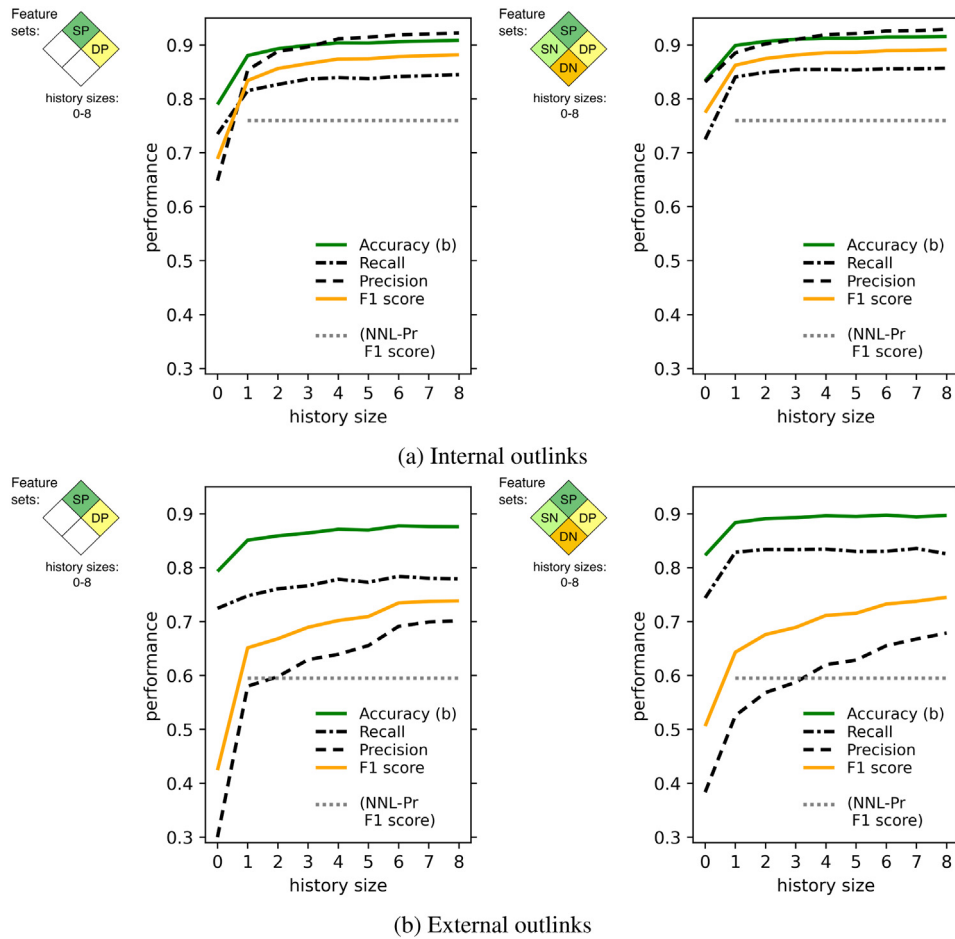 Feature
sets:
SP
DP
history sizes:
0-8
performance
0.9
0.8
0.7
0.6
0.5
0.4
0.3
Accuracy (b)
Recall
Precision
F1 score
(NNL-Pr
F1 score)
0 1 2 3 4 5 6 7 8
history size
Feature
sets:
SP
SN DP
DN
history sizes:
0-8
performance
0.9
0.8
0.7
0.6
0.5
0.4
0.3
Accuracy (b)
Recall
Precision
F1 score
(NNL-Pr
F1 score)
0 1 2 3 4 5 6 7 8
history size
(a) Internal outlinks
Feature
sets:
SP
DP
history sizes:
0-8
performance
0.9
0.8
0.7
0.6
0.5
0.4
0.3
Accuracy (b)
Recall
Precision
F1 score
(NNL-Pr
F1 score)
0 1 2 3 4 5 6 7 8
history size
Feature
sets:
SP
SN DP
DN
history sizes:
0-8
performance
0.9
0.8
0.7
0.6
0.5
0.4
0.3
Accuracy (b)
Recall
Precision
F1 score
(NNL-Pr
F1 score)
0 1 2 3 4 5 6 7 8
history size
(b) External outlinks